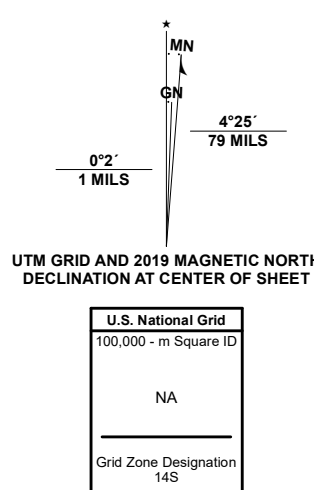 ★
MN
GN
4°25´
79 MILS
0°2´
1 MILS
UTM GRID AND 2019 MAGNETIC NORTH
DECLINATION AT CENTER OF SHEET
U.S. National Grid
100,000 - m Square ID
NA
Grid Zone Designation
14S